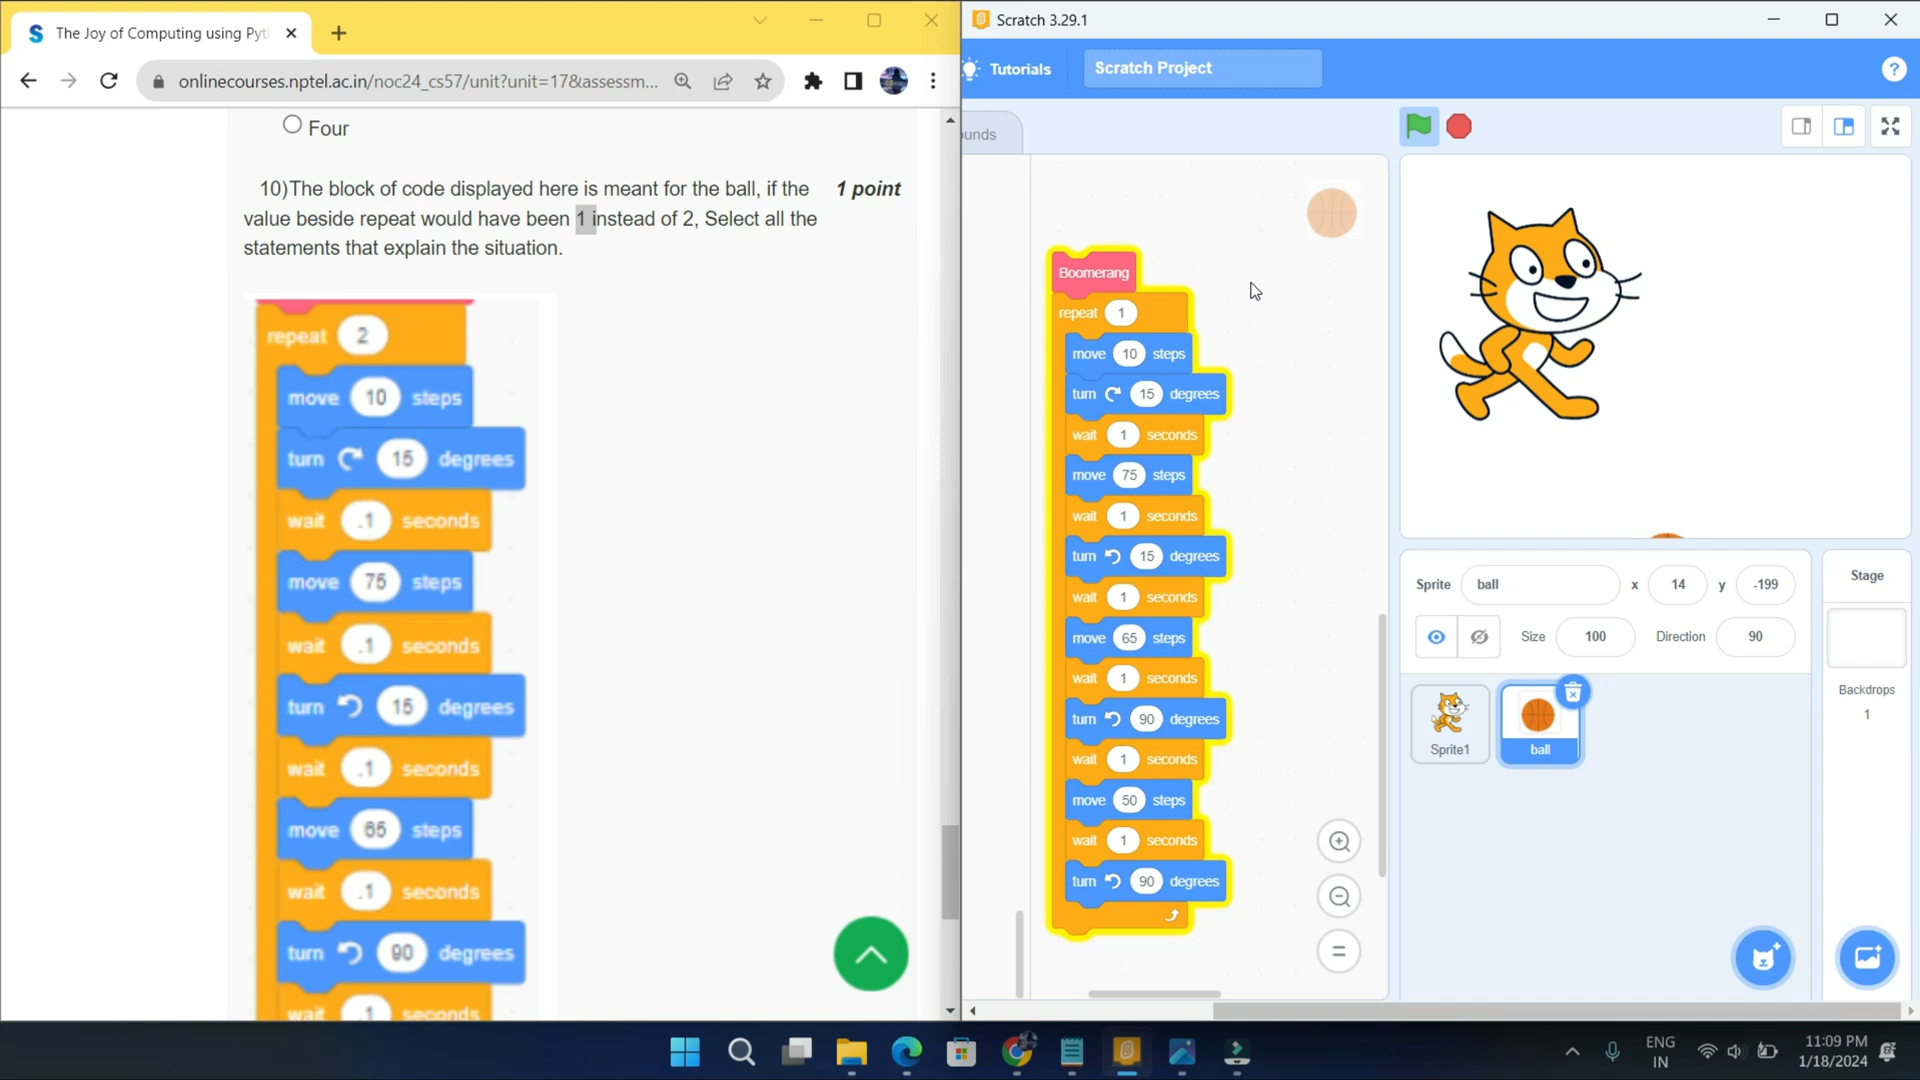 The Joy of Computing using Pyt
Scratch 3.29.1
onlinecourses.nptel.ac.in/noc24_cs57/unit?unit=17&assessm...
Tutorials
Scratch Project
?
ounds
Four
10)The block of code displayed here is meant for the ball, if the
1 point
value beside repeat would have been 1 instead of 2, Select all the
statements that explain the situation.
repeat 2
move 10 steps
turn 15 degrees
wait .1 seconds
move 75 steps
wait .1 seconds
turn 15 degrees
wait .1 seconds
move 65 steps
wait .1 seconds
turn 90 degrees
wait .1 seconds
Boomerang
repeat 1
move 10 steps
turn 15 degrees
wait 1 seconds
move 75 steps
wait 1 seconds
turn 15 degrees
wait 1 seconds
move 65 steps
wait 1 seconds
turn 90 degrees
wait 1 seconds
move 50 steps
wait 1 seconds
turn 90 degrees
Sprite ball x 14 y -199
Size 100 Direction 90
Sprite1
ball
Stage
Backdrops
1
ENG
IN
11:09 PM
1/18/2024